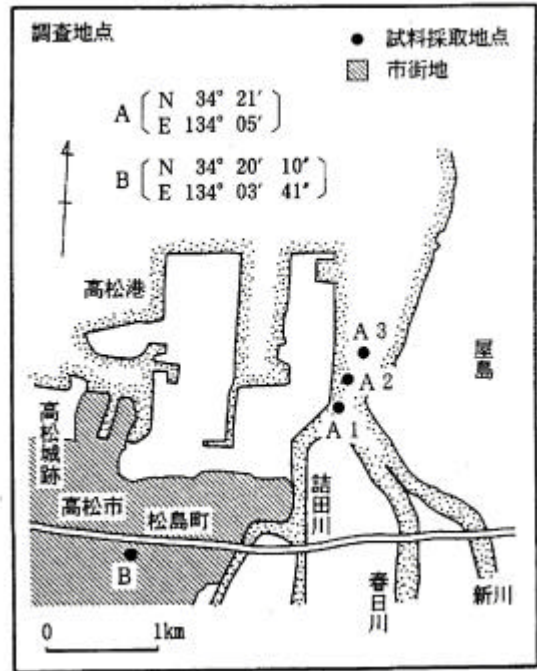 調査地点
● 試料採取地点
市街地
A ( N 34° 21′
E 134° 05′ )
B ( N 34° 20′ 10″
E 134° 03′ 41″ )
4
高松港
A 3
A 2
A 1
屋島
高松城跡
詰田川
高松市
松島町
B
春日川
新川
0 1km